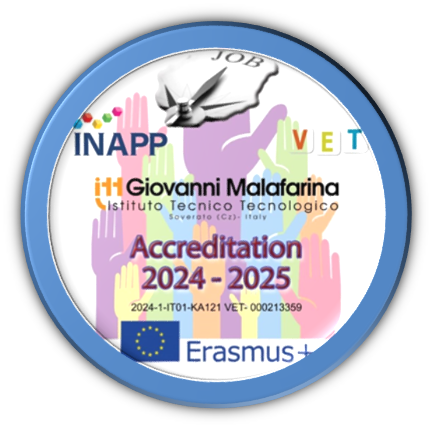 JOB
INAPP
VET
itt Giovanni Malafarina
Istituto Tecnico Tecnologico
Soverato (Cz)- Italy
Accreditation
2024 - 2025
2024-1-IT01-KA121 VET- 000213359
Erasmus+